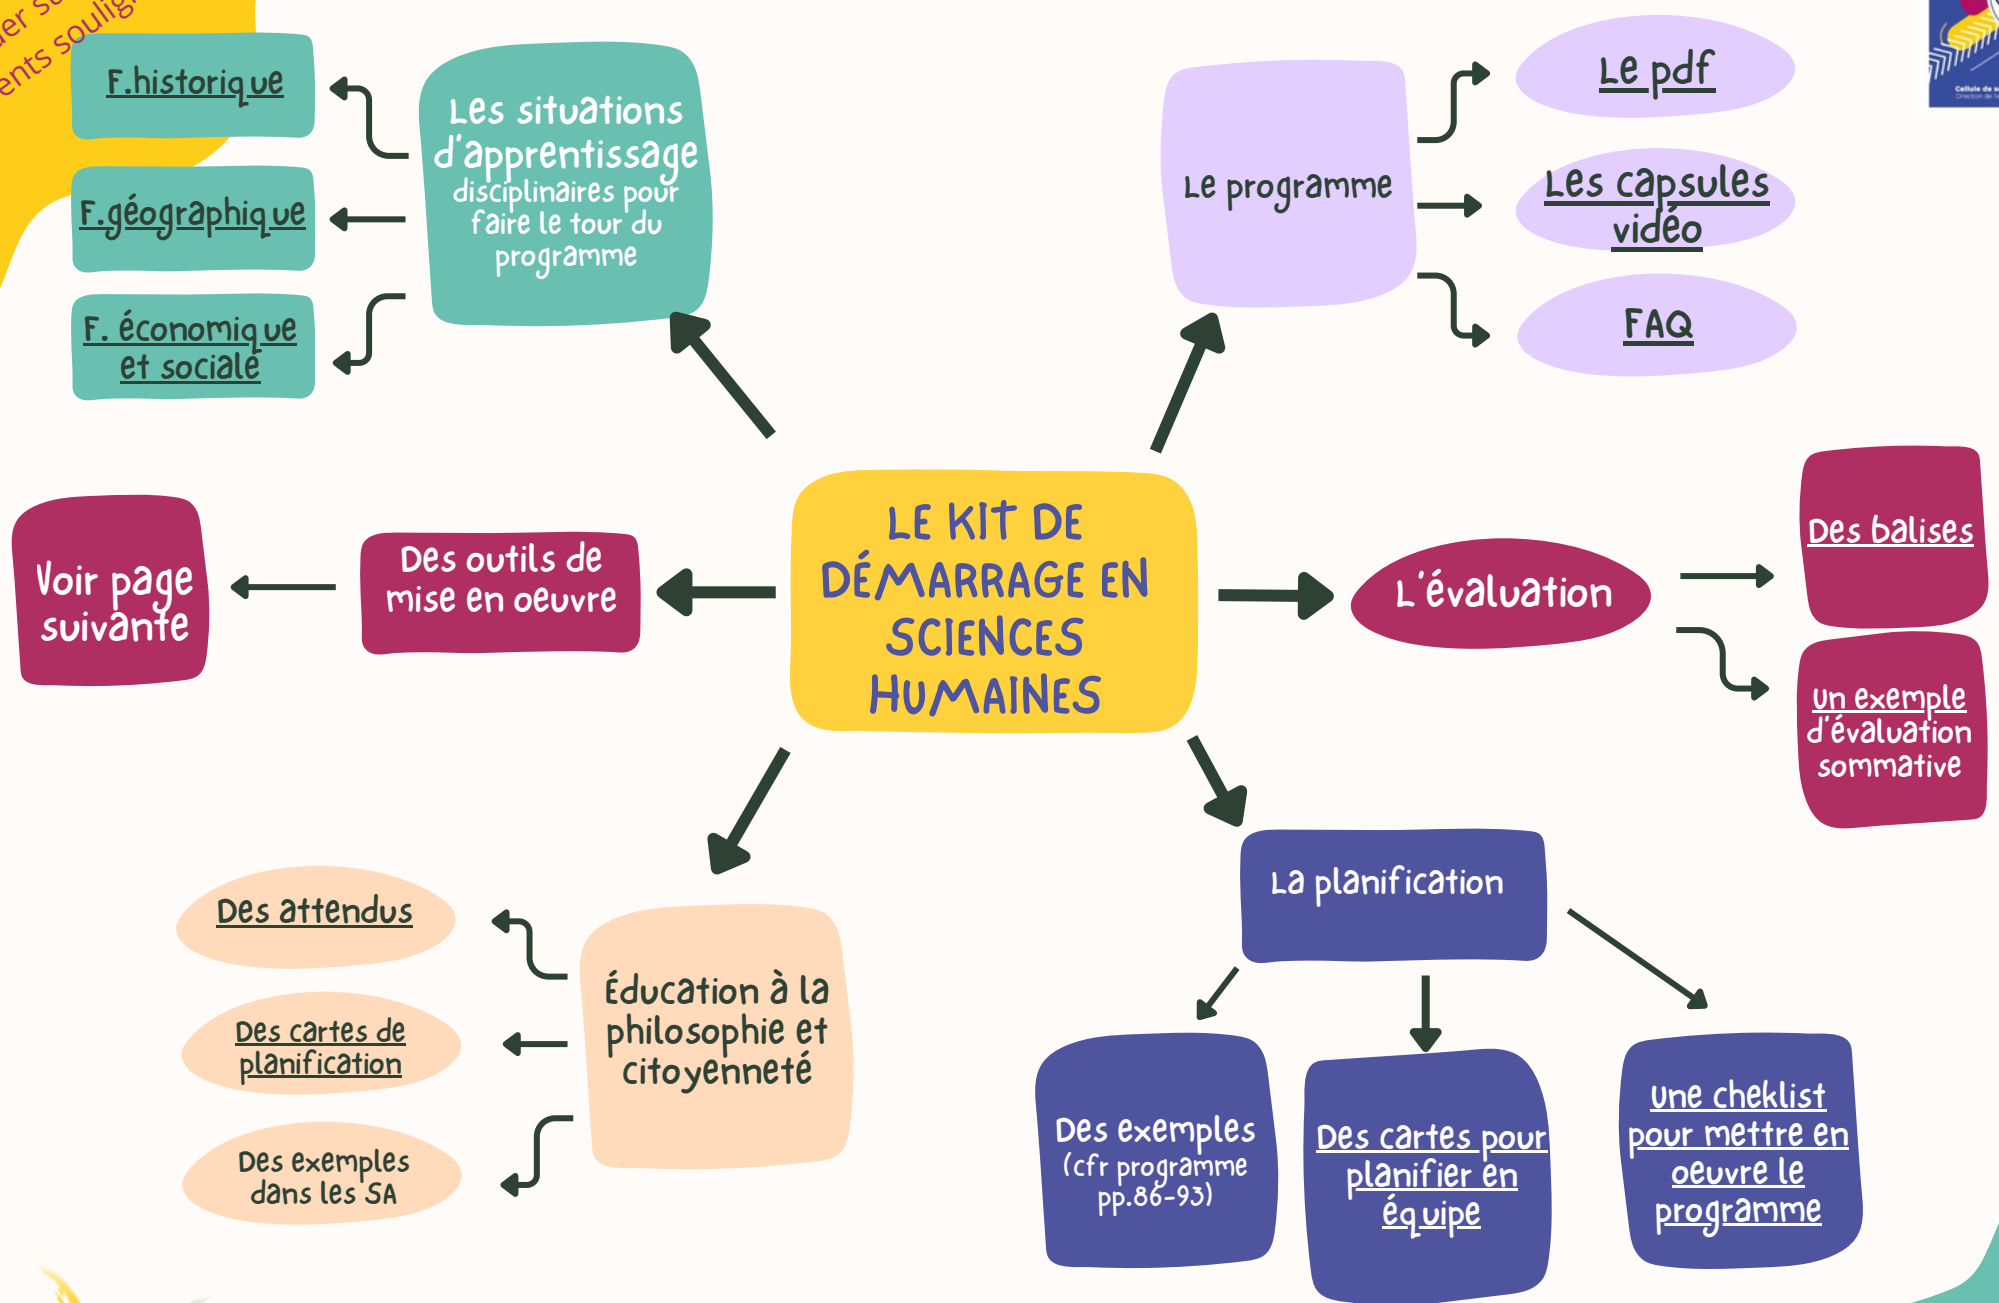 ents soulig
F.historique
F.géographique
F. économique
et sociale
Les situations
d'apprentissage
disciplinaires pour
faire le tour du
programme
Le programme
Le pdf
Les capsules
vidéo
FAQ
Cellule de
Voir page
suivante
Des outils de
mise en oeuvre
LE KIT DE
DÉMARRAGE EN
SCIENCES
HUMAINES
L'évaluation
Des balises
un exemple
d'évaluation
sommative
Des attendus
Des cartes de
planification
Des exemples
dans les SA
Éducation à la
philosophie et
citoyenneté
La planification
Des exemples
(cfr programme
pp.86-93)
Des cartes pour
planifier en
équipe
une cheklist
pour mettre en
oeuvre le
programme